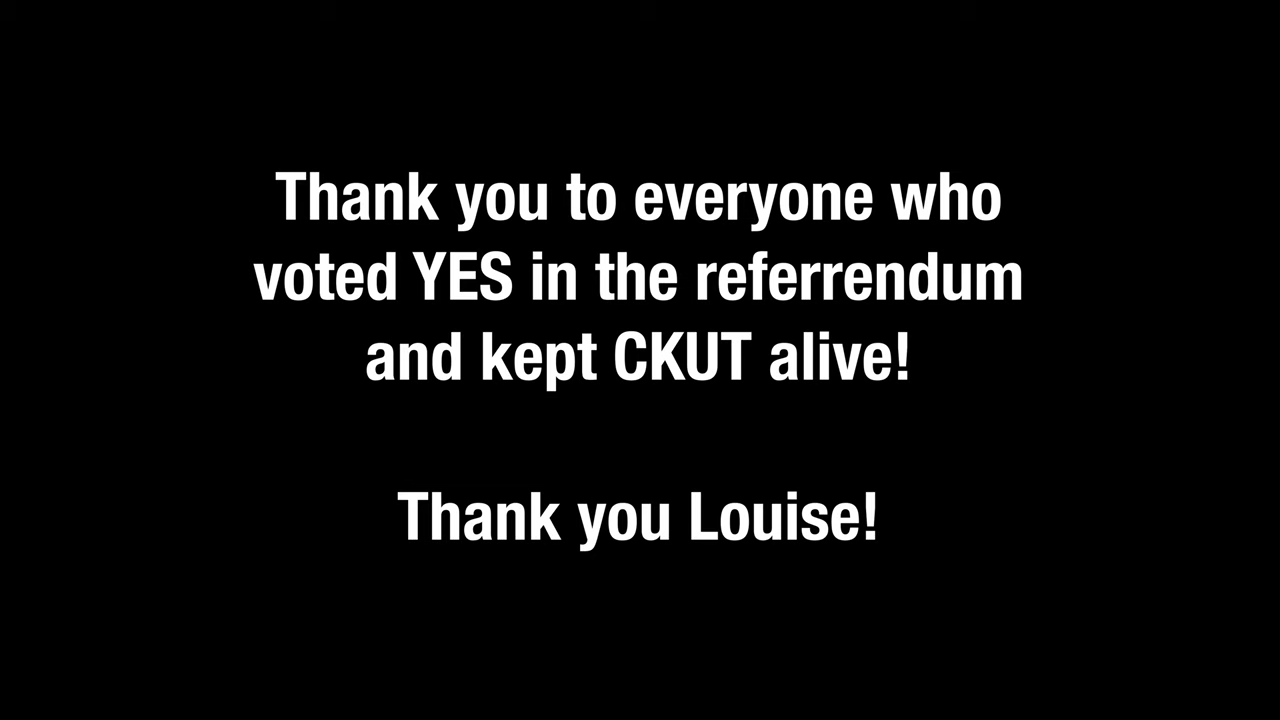 Thank you to everyone who
voted YES in the referrendum
and kept CKUT alive!
Thank you Louise!